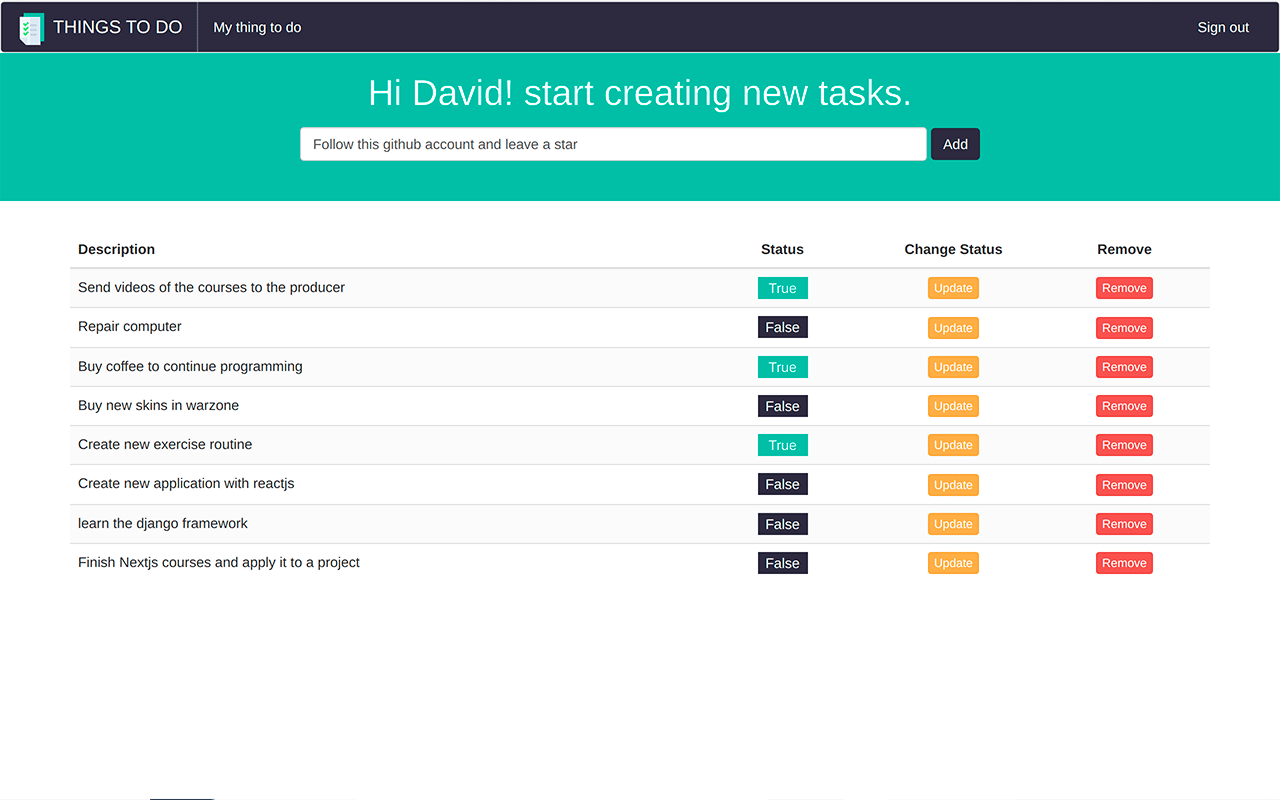 THINGS TO DO My thing to do Sign out
Hi David! start creating new tasks.
Follow this github account and leave a star Add
Description Status Change Status Remove
Send videos of the courses to the producer True Update Remove
Repair computer False Update Remove
Buy coffee to continue programming True Update Remove
Buy new skins in warzone False Update Remove
Create new exercise routine True Update Remove
Create new application with reactjs False Update Remove
learn the django framework False Update Remove
Finish Nextjs courses and apply it to a project False Update Remove